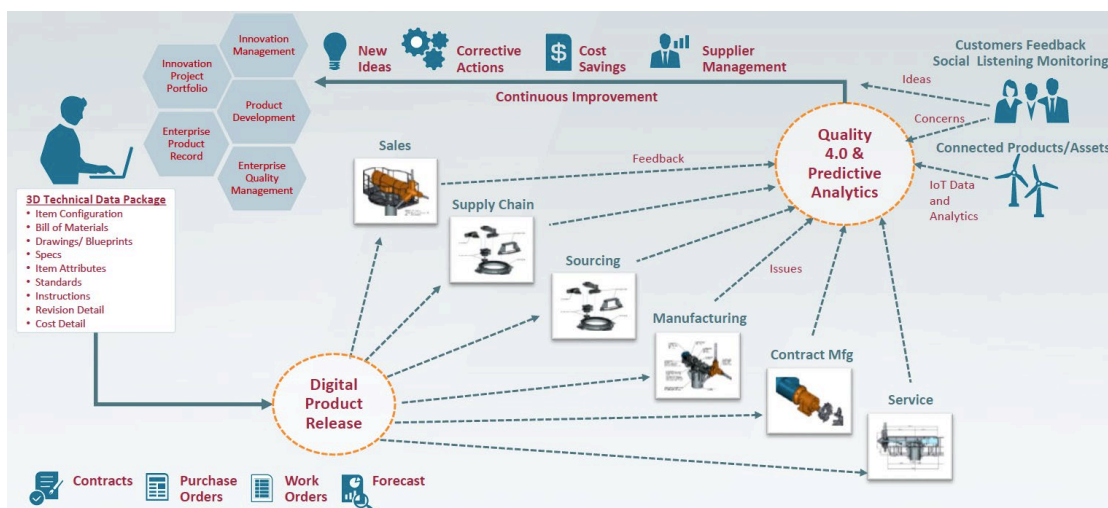 Innovation
Management
Innovation
Project
Portfolio
Product
Development
Enterprise
Product
Record
Enterprise
Quality
Management
New
Ideas
Corrective
Actions
Cost
Savings
Supplier
Management
Continuous Improvement
Customers Feedback
Social Listening Monitoring
Ideas
Concerns
Connected Products/Assets
IoT Data
and
Analytics
Quality
4.0 &
Predictive
Analytics
Feedback
Issues
Sales
Supply Chain
Sourcing
Manufacturing
Contract Mfg
Service
3D Technical Data Package
• Item Configuration
• Bill of Materials
• Drawings/ Blueprints
• Specs
• Item Attributes
• Standards
• Instructions
• Revision Detail
• Cost Detail
Digital
Product
Release
Contracts
Purchase
Orders
Work
Orders
Forecast